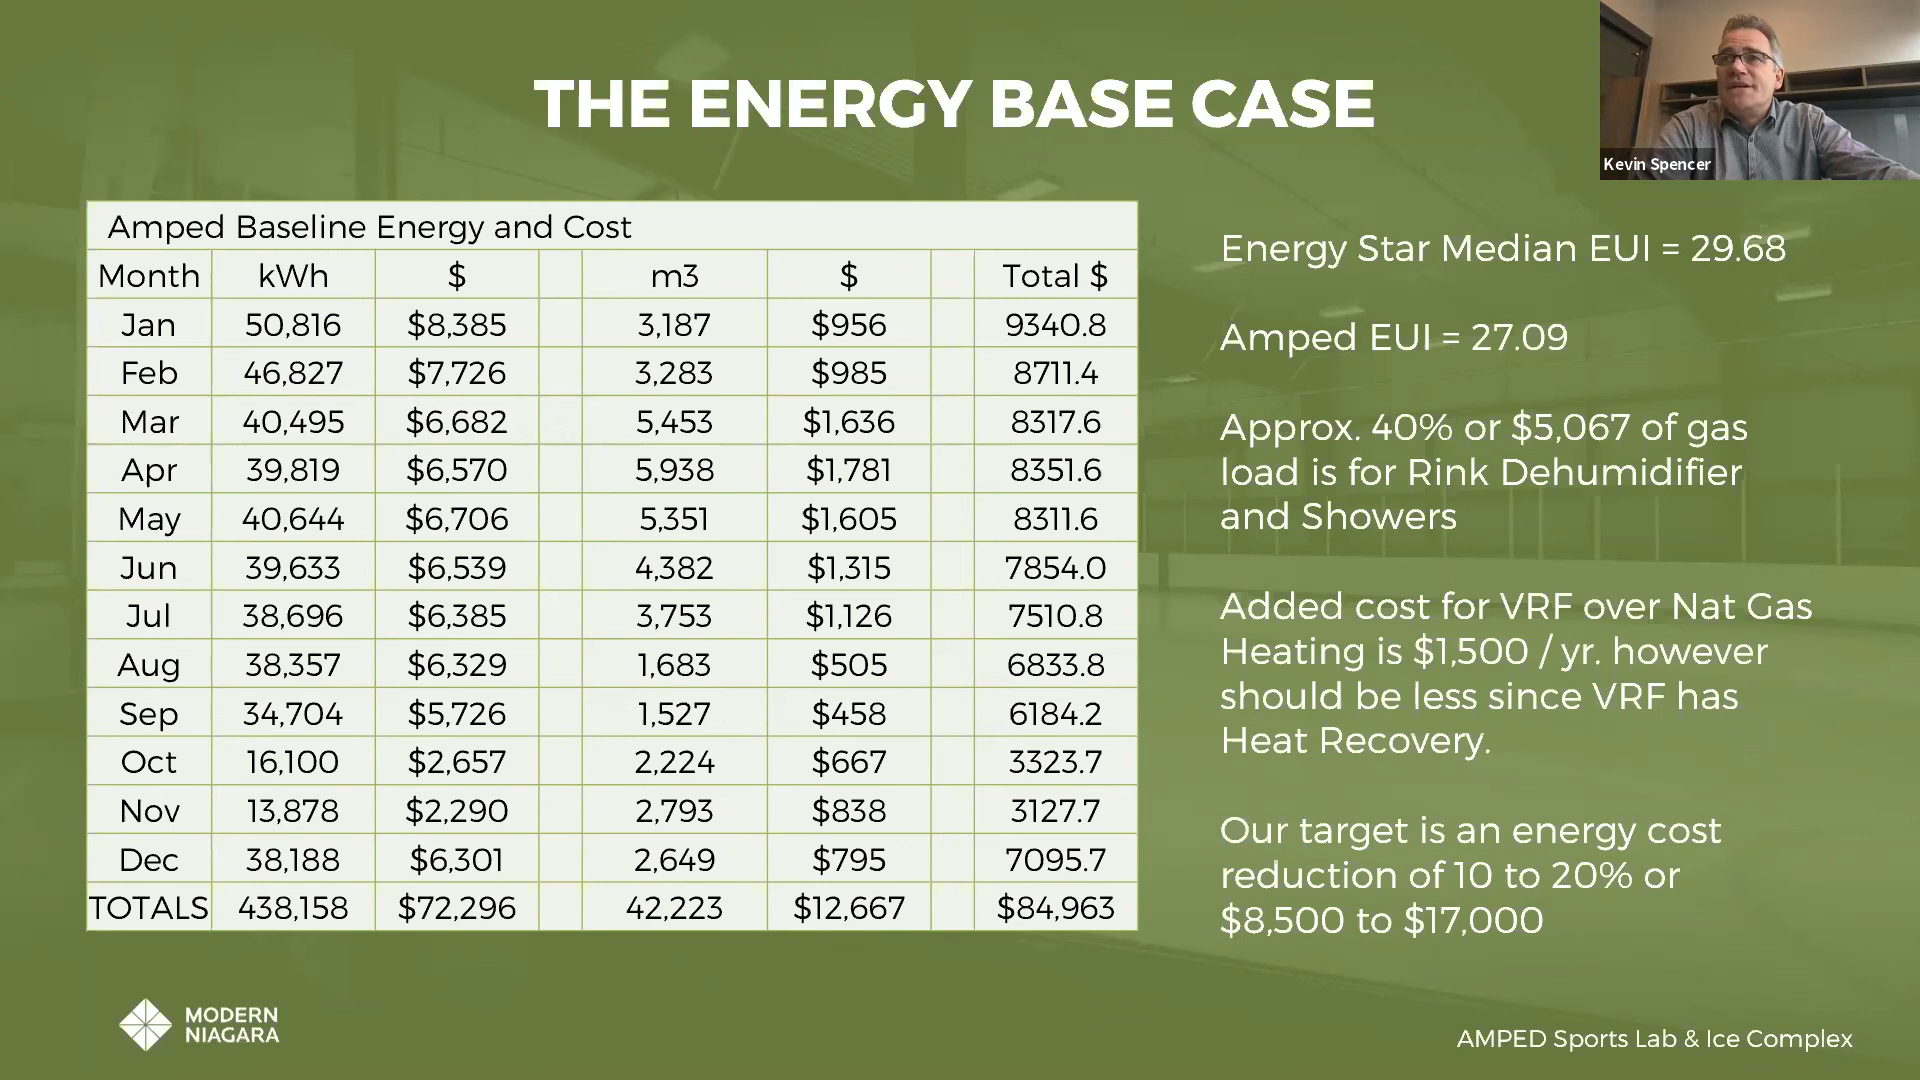 THE ENERGY BASE CASE
Kevin Spencer
Amped Baseline Energy and Cost
Month kWh $ m3 $ Total $
Jan 50,816 $8,385 3,187 $956 9340.8
Feb 46,827 $7,726 3,283 $985 8711.4
Mar 40,495 $6,682 5,453 $1,636 8317.6
Apr 39,819 $6,570 5,938 $1,781 8351.6
May 40,644 $6,706 5,351 $1,605 8311.6
Jun 39,633 $6,539 4,382 $1,315 7854.0
Jul 38,696 $6,385 3,753 $1,126 7510.8
Aug 38,357 $6,329 1,683 $505 6833.8
Sep 34,704 $5,726 1,527 $458 6184.2
Oct 16,100 $2,657 2,224 $667 3323.7
Nov 13,878 $2,290 2,793 $838 3127.7
Dec 38,188 $6,301 2,649 $795 7095.7
TOTALS 438,158 $72,296 42,223 $12,667 $84,963
Energy Star Median EUI = 29.68
Amped EUI = 27.09
Approx. 40% or $5,067 of gas
load is for Rink Dehumidifier
and Showers
Added cost for VRF over Nat Gas
Heating is $1,500 / yr. however
should be less since VRF has
Heat Recovery.
Our target is an energy cost
reduction of 10 to 20% or
$8,500 to $17,000
MODERN
NIAGARA
AMPED Sports Lab & Ice Complex